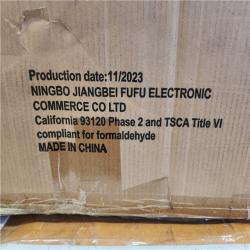 Production date:11/2023
NINGBO JIANGBEI FUFU ELECTRONIC
COMMERCE CO LTD
California 93120 Phase 2 and TSCA Title VI
compliant for formaldehyde
MADE IN CHINA